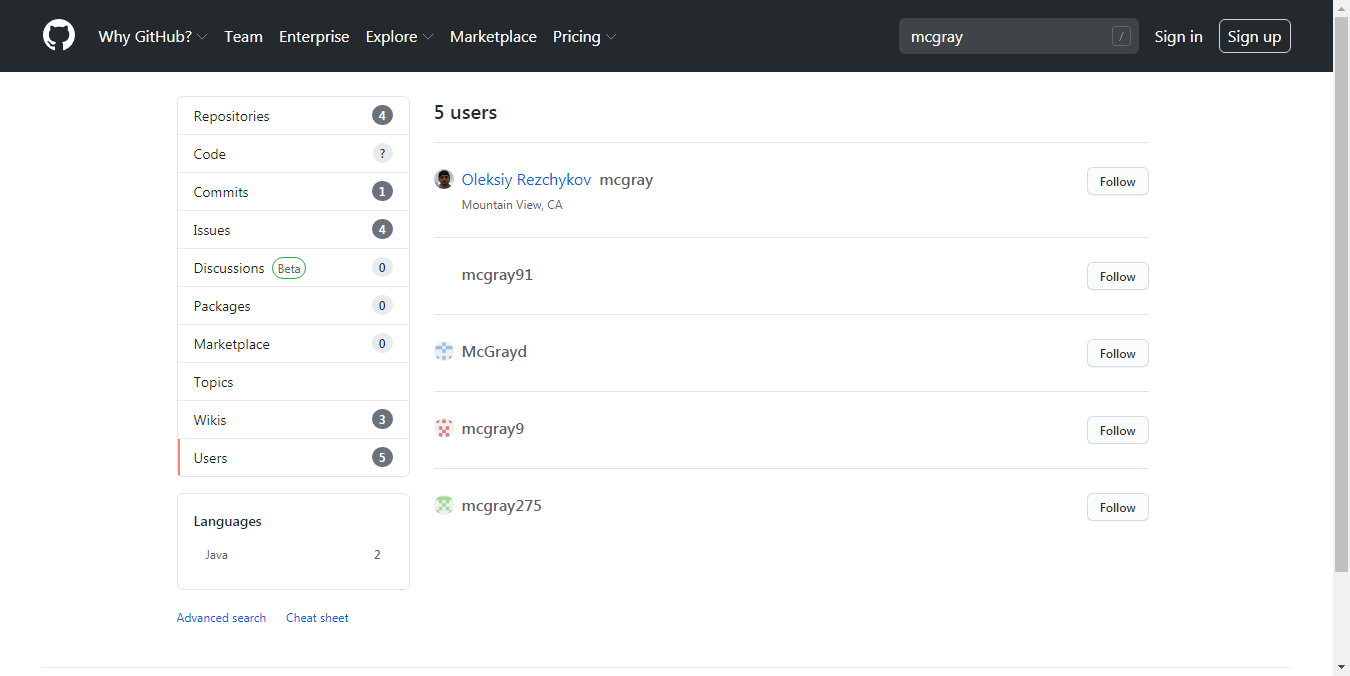 Why GitHub? Team Enterprise Explore Marketplace Pricing mcgray / Sign in Sign up
Repositories 4
Code ?
Commits 1
Issues 4
Discussions Beta 0
Packages 0
Marketplace 0
Topics
Wikis 3
Users 5
Languages
Java 2
Advanced search Cheat sheet
5 users
Oleksiy Rezchykov mcgray Follow
Mountain View, CA
mcgray91 Follow
McGrayd Follow
mcgray9 Follow
mcgray275 Follow